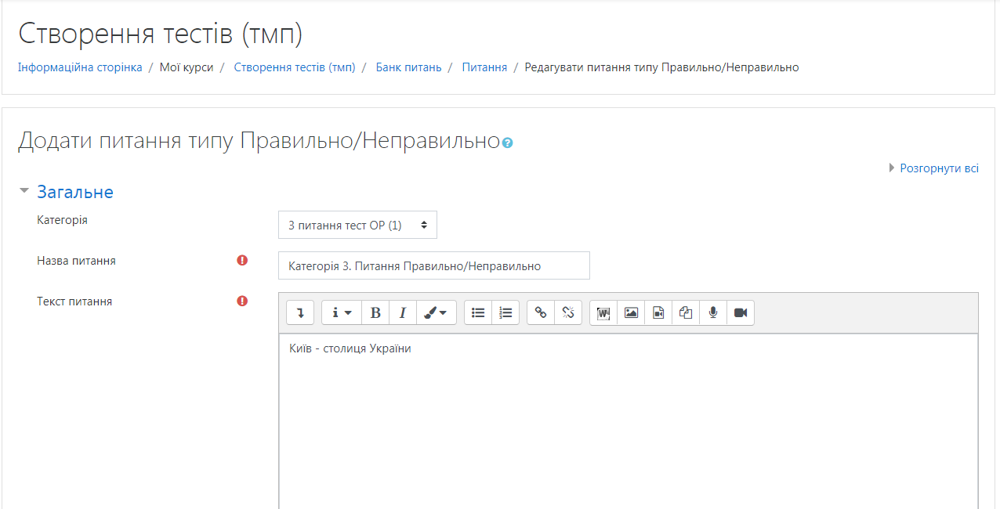 Створення тестів (тмп)
Інформаційна сторінка / Мої курси / Створення тестів (тмп) / Банк питань / Питання / Редагувати питання типу Правильно/Неправильно
Додати питання типу Правильно/Неправильно
Розгорнути всі
Загальне
Категорія
3 питання тест ОР (1)
Назва питання
Категорія 3. Питання Правильно/Неправильно
Текст питання
i B I
Київ - столиця України